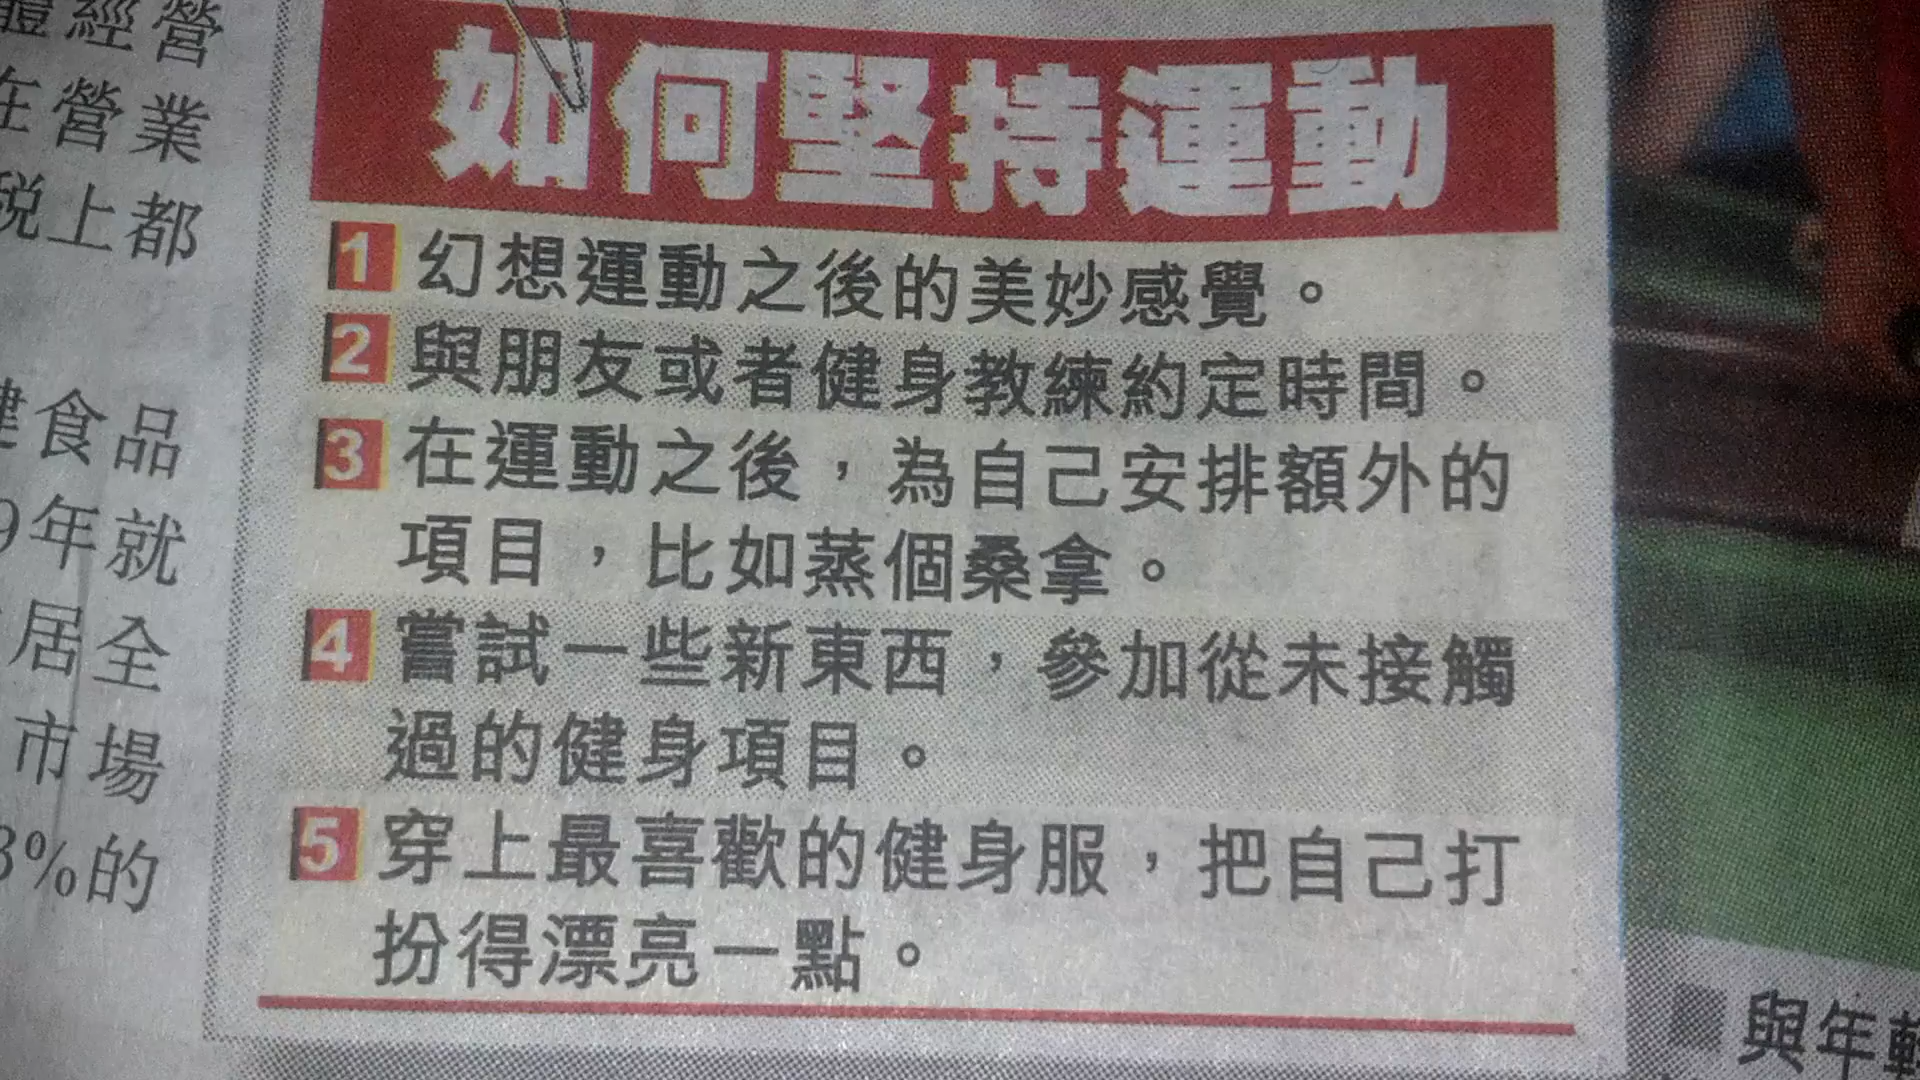 體經營
在營業
稅上都
健食品
9年就
居全
市場
3%的
如何堅持運動
1 幻想運動之後的美妙感覺。
2 與朋友或者健身教練約定時間。
3 在運動之後，為自己安排額外的
項目，比如蒸個桑拿。
4 嘗試一些新東西，參加從未接觸
過的健身項目。
5 穿上最喜歡的健身服，把自己打
扮得漂亮一點。
與年輕